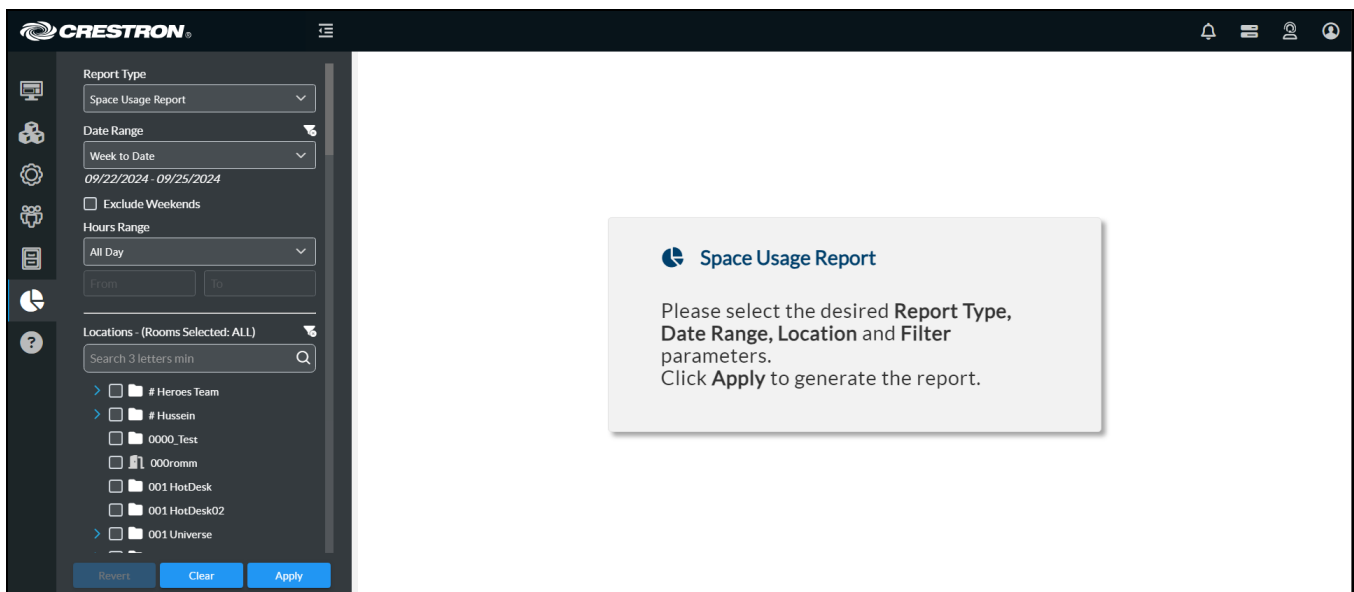 CRESTRON®
Report Type
Space Usage Report
Date Range
Week to Date
09/22/2024 - 09/25/2024
Exclude Weekends
Hours Range
All Day
From To
Locations - (Rooms Selected: ALL)
Search 3 letters min
# Heroes Team
# Hussein
0000_Test
000romm
001 HotDesk
001 HotDesk02
001 Universe
Revert Clear Apply
Space Usage Report
Please select the desired Report Type,
Date Range, Location and Filter
parameters.
Click Apply to generate the report.